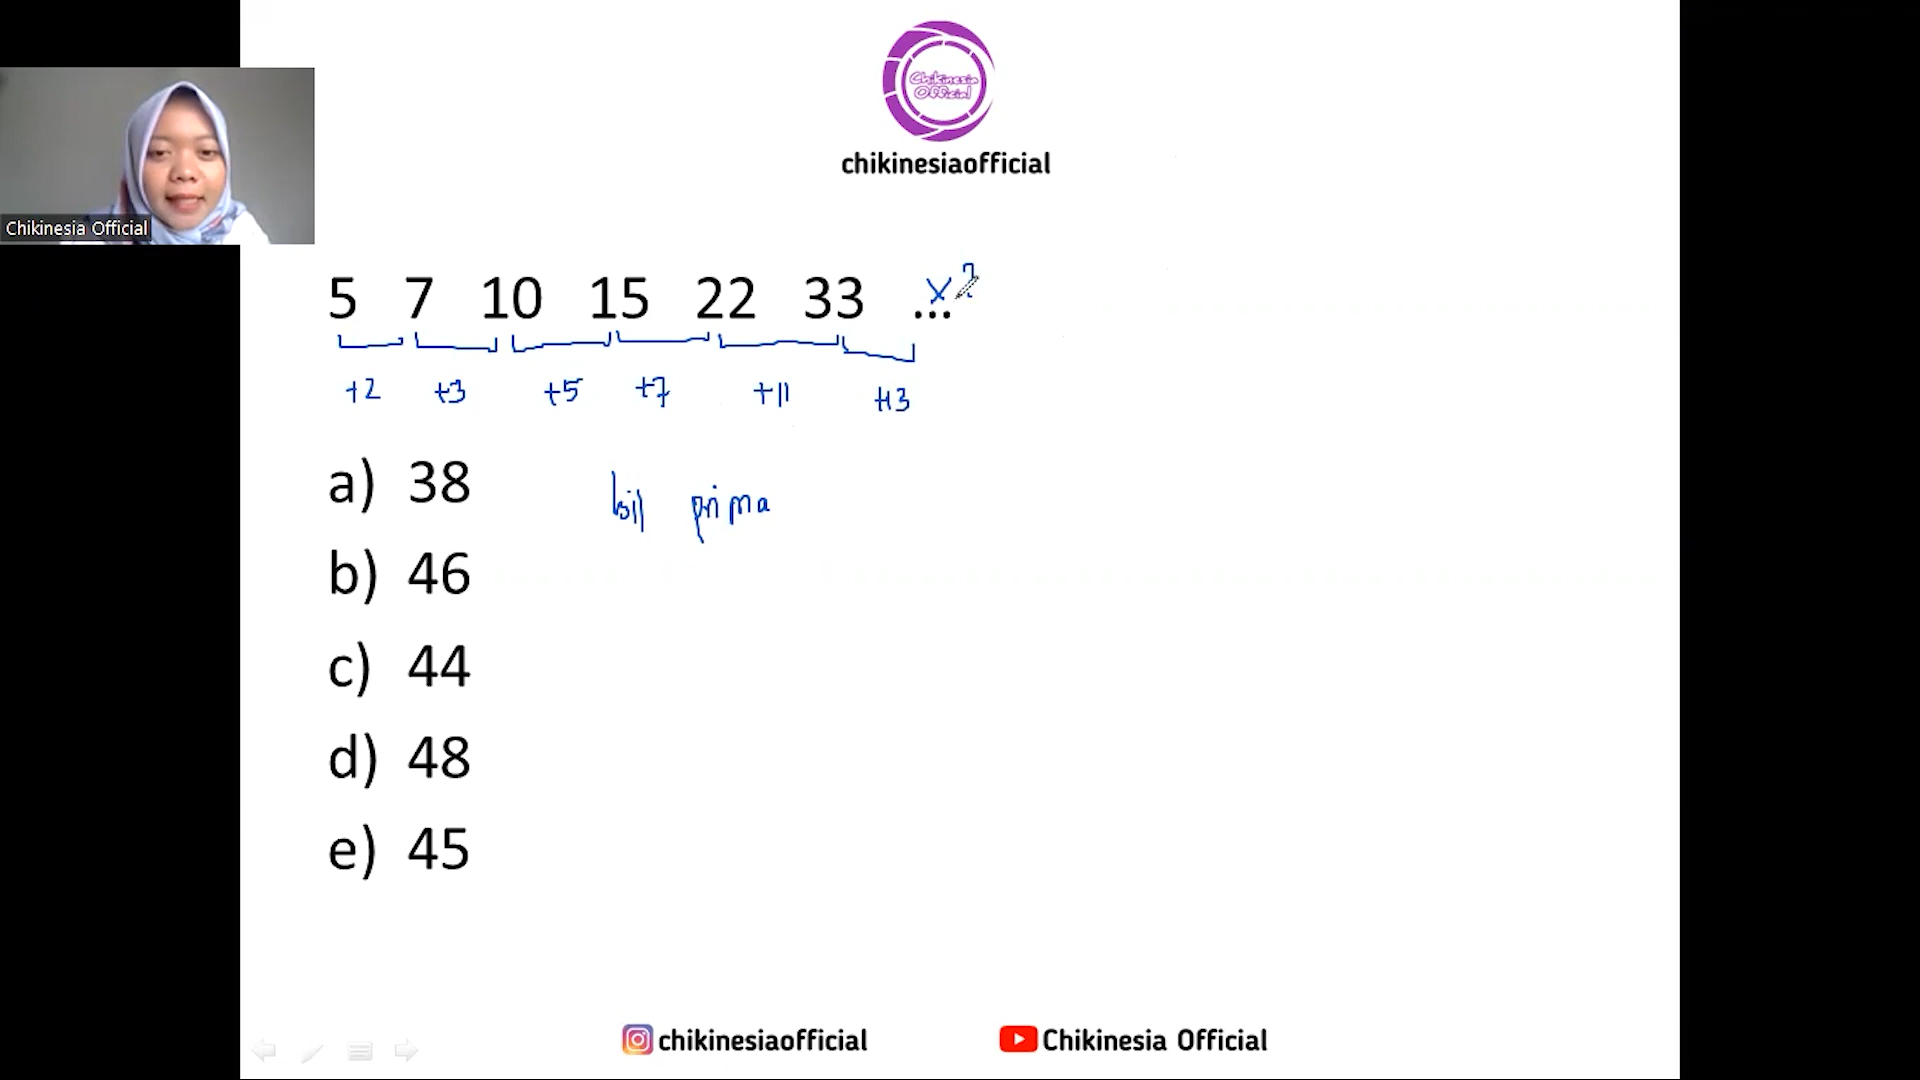 Chikinesia
Official
chikinesiaofficial
Chikinesia Official
5 7 10 15 22 33 ... x?
+2 +3 +5 +7 +11 +13
a) 38
bil prima
b) 46
c) 44
d) 48
e) 45
chikinesiaofficial
Chikinesia Official